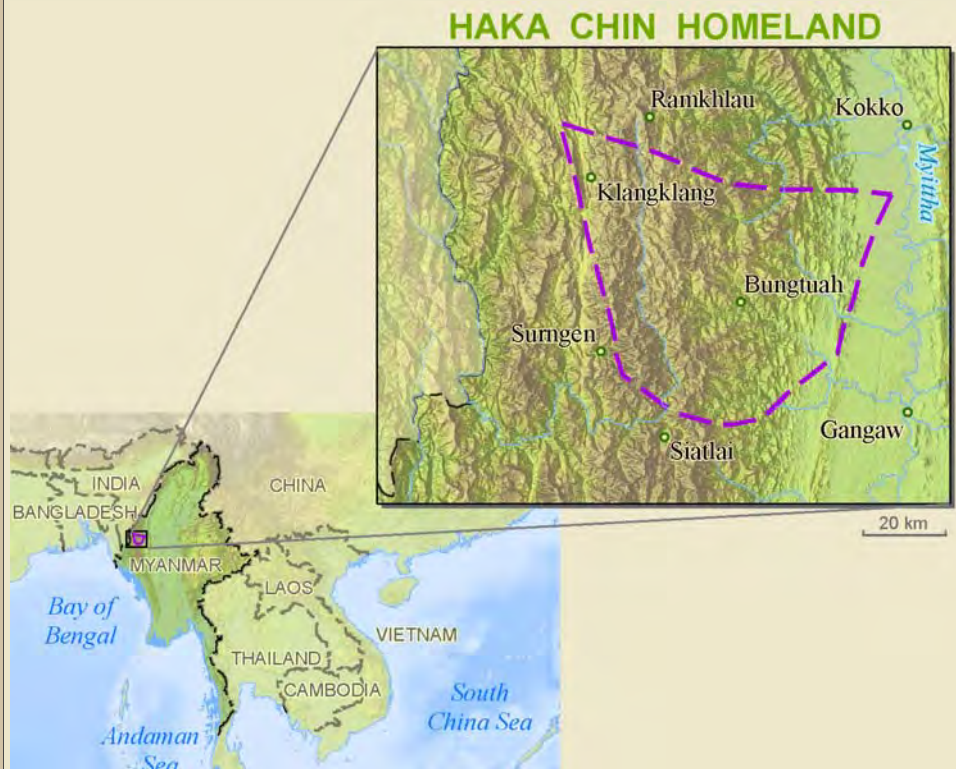 HAKA CHIN HOMELAND
Ramkhlau
Kokko
Myittha
Klangklang
Bungtuah
Surngen
Gangaw
Siatlai
20 km
INDIA
CHINA
BANGLADESH
MYANMAR
LAOS
Bay of
Bengal
VIETNAM
THAILAND
CAMBODIA
South
China Sea
Andaman
Sea